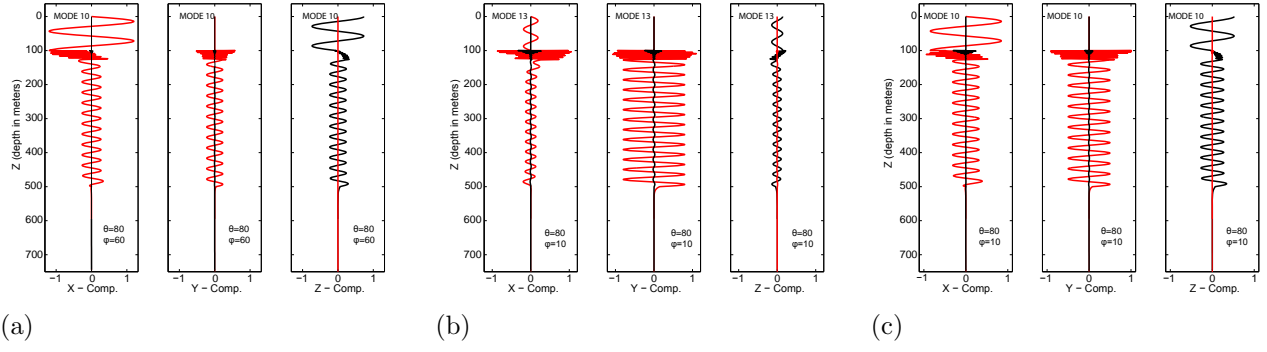 MODE 10
0
100
200
300
400
500
600
700
Z (depth in meters)
θ=80
φ=60
θ=80
φ=60
θ=80
φ=60
−1 0 1
−1 0 1
−1 0 1
X − Comp.
Y − Comp.
Z − Comp.
MODE 10
MODE 10
(a)
MODE 13
MODE 13
MODE 13
0
100
200
300
400
500
600
700
Z (depth in meters)
θ=80
φ=10
θ=80
φ=10
θ=80
φ=10
−1 0 1
−1 0 1
−1 0 1
X − Comp.
Y − Comp.
Z − Comp.
(b)
MODE 10
MODE 10
MODE 10
0
100
200
300
400
500
600
700
Z (depth in meters)
θ=80
φ=10
θ=80
φ=10
θ=80
φ=10
−1 0 1
−1 0 1
−1 0 1
X − Comp.
Y − Comp.
Z − Comp.
(c)